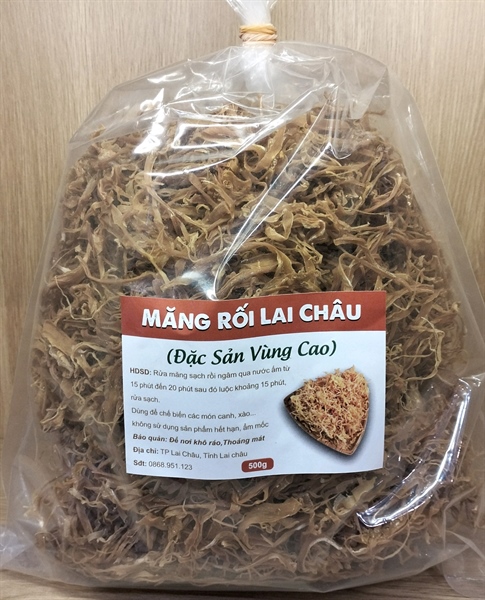 MĂNG RỐI LAI CHÂU
(Đặc Sản Vùng Cao)
HDSD: Rửa măng sạch rồi ngâm qua nước ấm từ
15 phút đến 20 phút sau đó luộc khoảng 15 phút,
rửa sạch.
Dùng để chế biến các món canh, xào...
không sử dụng sản phẩm hết hạn, ẩm mốc
Bảo quản: Để nơi khô ráo,Thoáng mát
Địa chỉ: TP Lai Châu, Tỉnh Lai châu
Sdt: 0868.951.123
500g